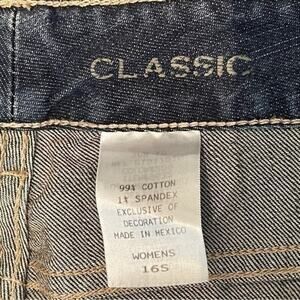 CLASSIC
99% COTTON
1% SPANDEX
EXCLUSIVE OF
DECORATION
MADE IN MEXICO
WOMENS
16S